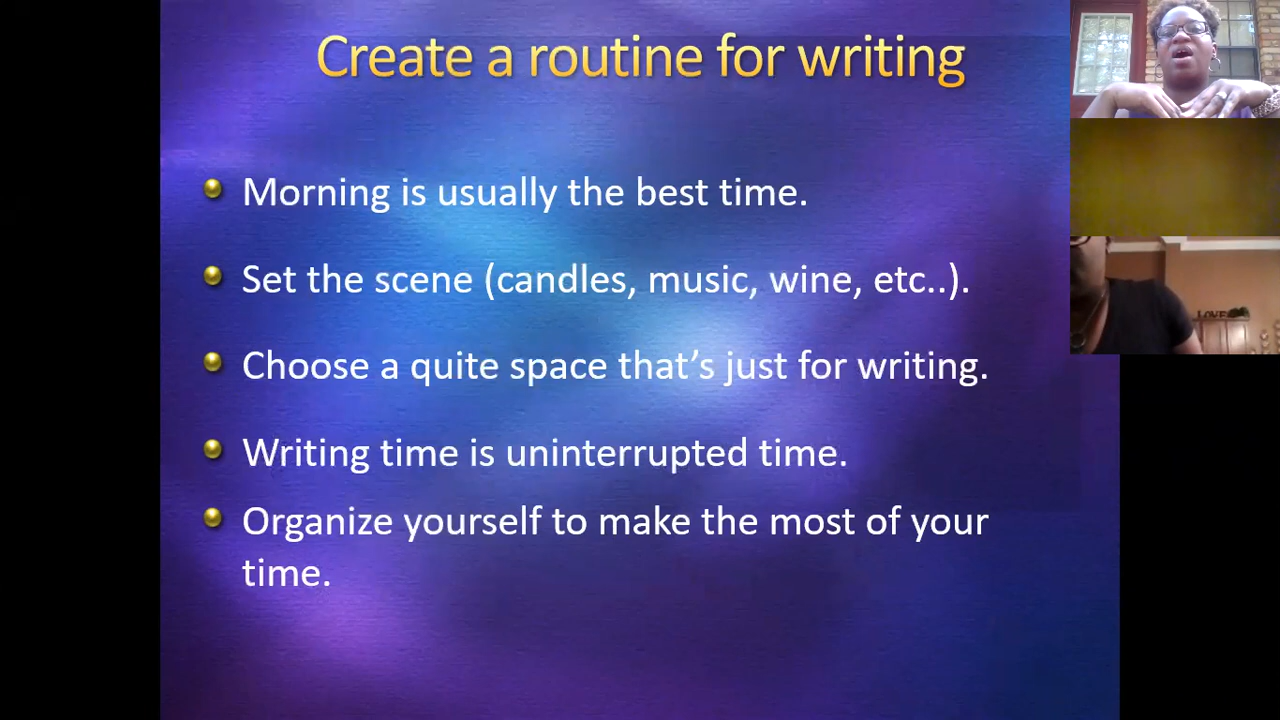 Create a routine for writing
Morning is usually the best time.
Set the scene (candles, music, wine, etc..).
Choose a quite space that's just for writing.
Writing time is uninterrupted time.
Organize yourself to make the most of your
time.
LOVE